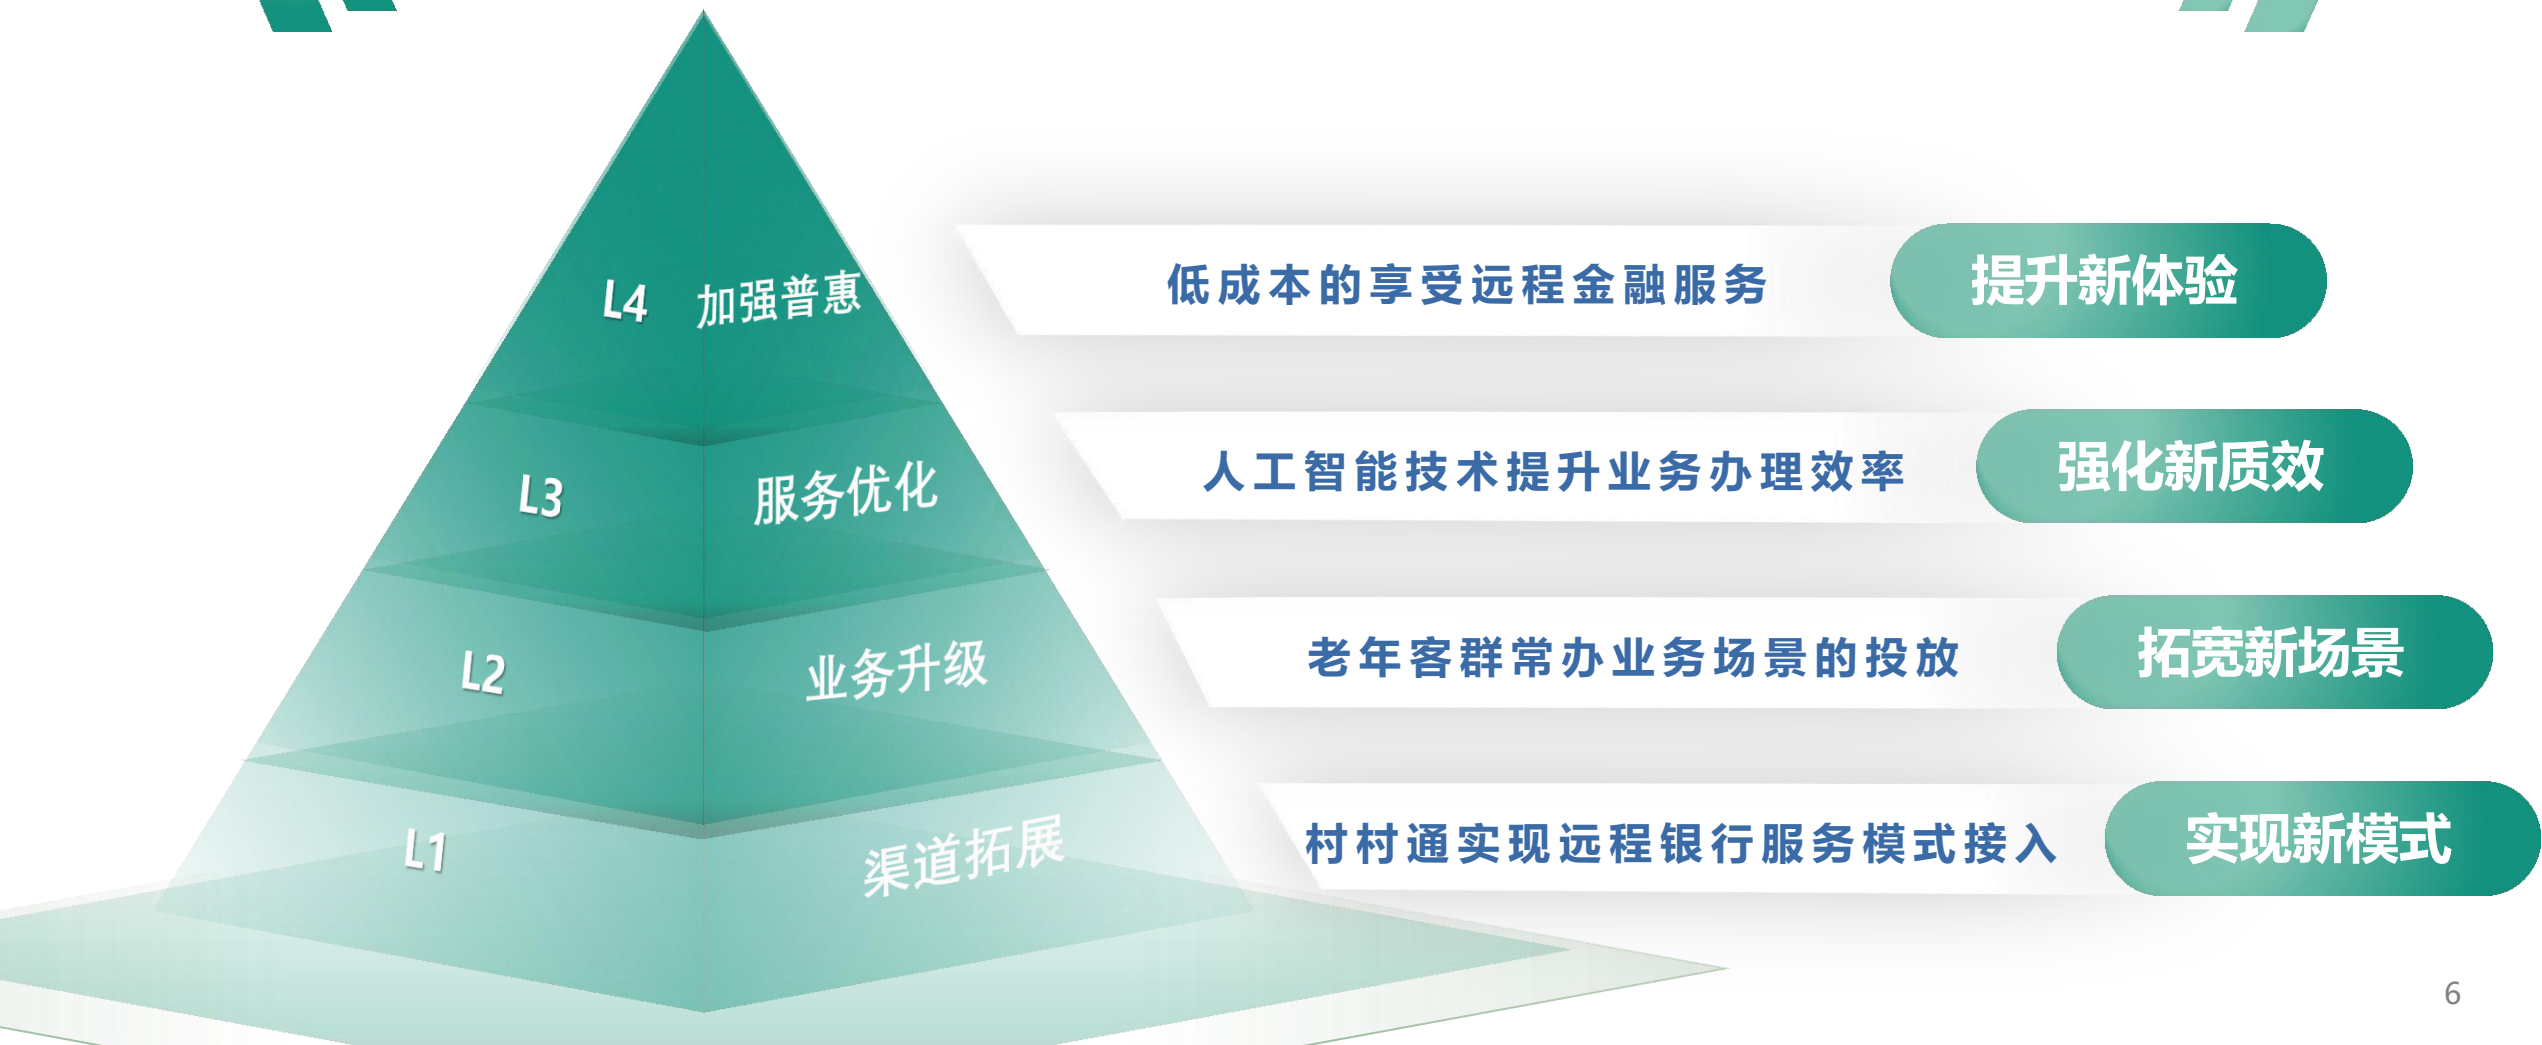 L4 加强普惠 低成本的享受远程金融服务 提升新体验
L3 服务优化 人工智能技术提升业务办理效率 强化新质效
L2 业务升级 老年客群常办业务场景的投放 拓宽新场景
L1 渠道拓展 村村通实现远程银行服务模式接入 实现新模式
6